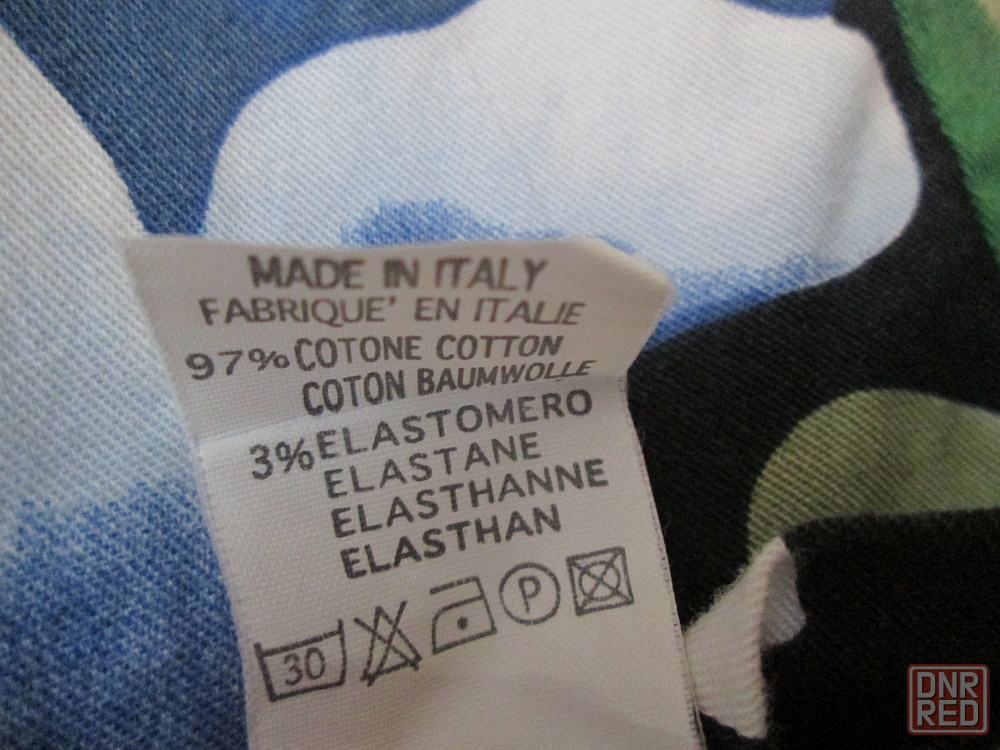 MADE IN ITALY
FABRIQUE' EN ITALIE
97% COTONE COTTON
COTON BAUMWOLLE
3% ELASTOMERO
ELASTANE
ELASTHANNE
ELASTHAN
30
P
DNR
RED